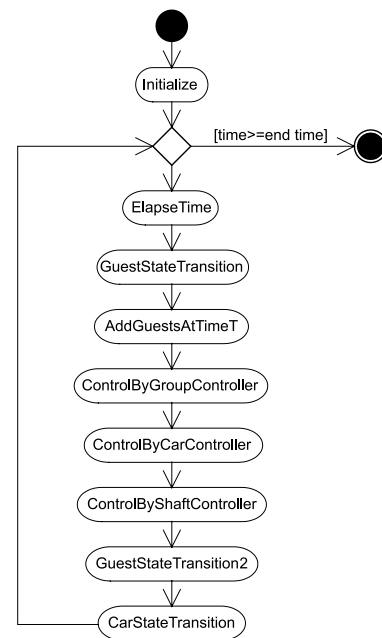 Initialize
[time>=end time]
ElapseTime
GuestStateTransition
AddGuestsAtTimeT
ControlByGroupController
ControlByCarController
ControlByShaftController
GuestStateTransition2
CarStateTransition